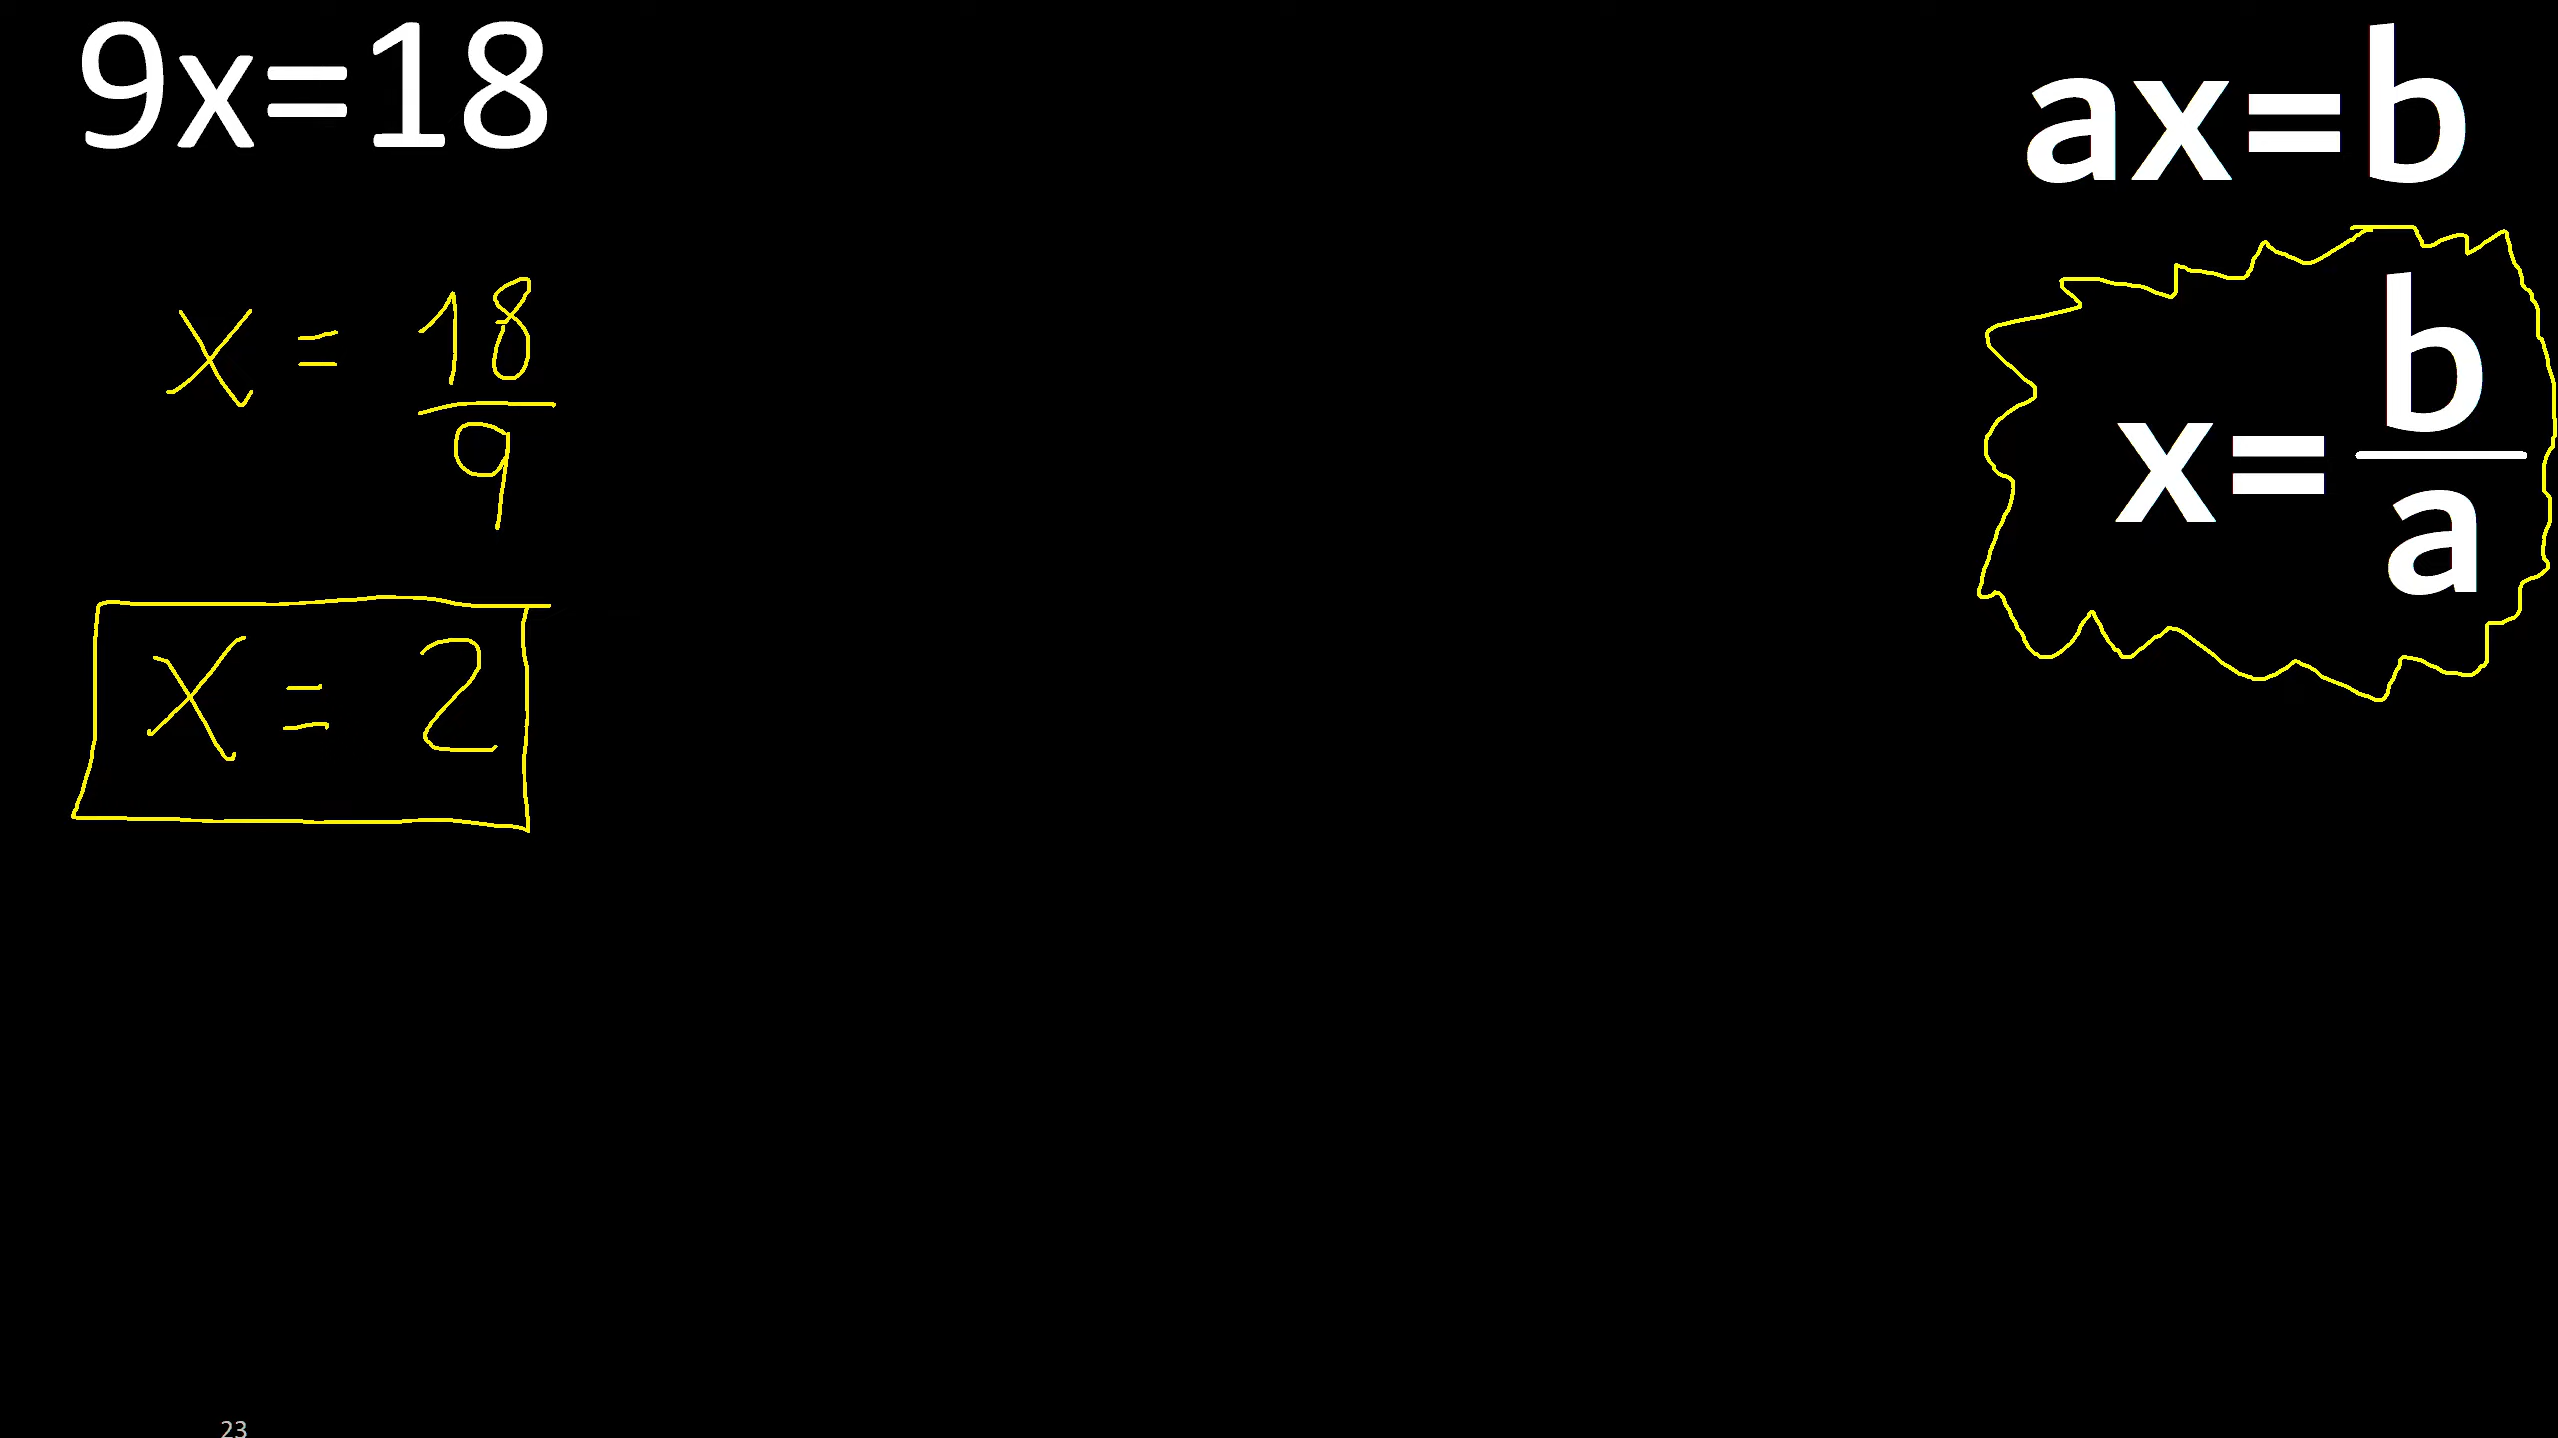 9x=18
x = 18/9
x = 2
ax=b
x=b/a
23